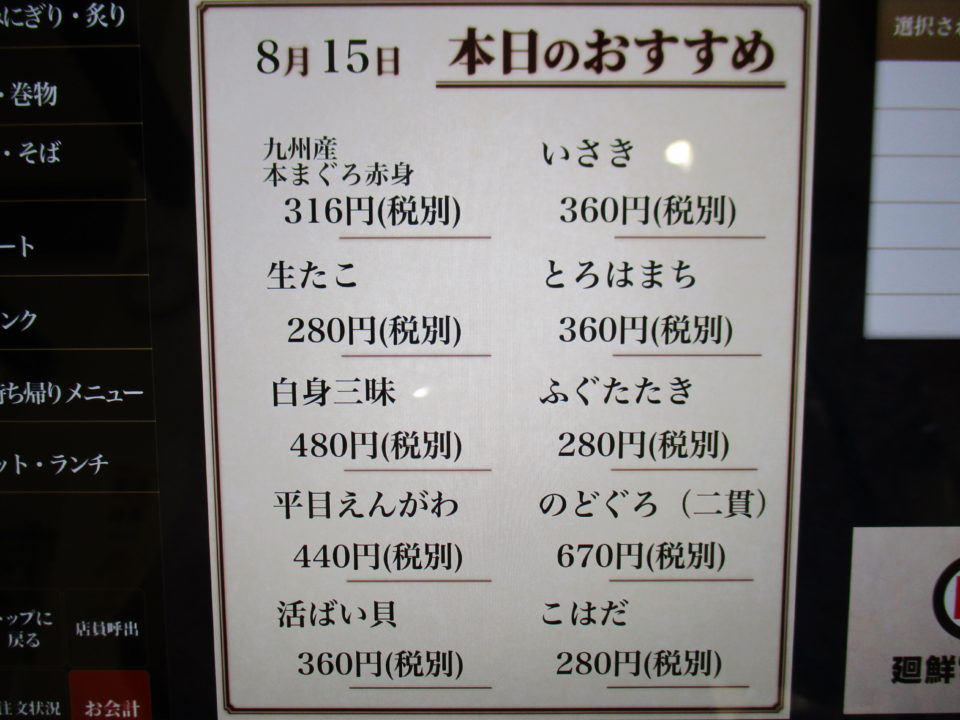 にぎり・炙り
・巻物
・そば
ート
ンク
ち帰りメニュー
ット・ランチ
トップに
戻る
店員呼出
注文状況
お会計
8月15日
本日のおすすめ
九州産
本まぐろ赤身
316円(税別)
いさき
360円(税別)
生たこ
280円(税別)
とろはまち
360円(税別)
白身三昧
480円(税別)
ふぐたたき
280円(税別)
平目えんがわ
440円(税別)
のどぐろ（二貫）
670円(税別)
活ばい貝
360円(税別)
こはだ
280円(税別)
選択さ
廻鮮